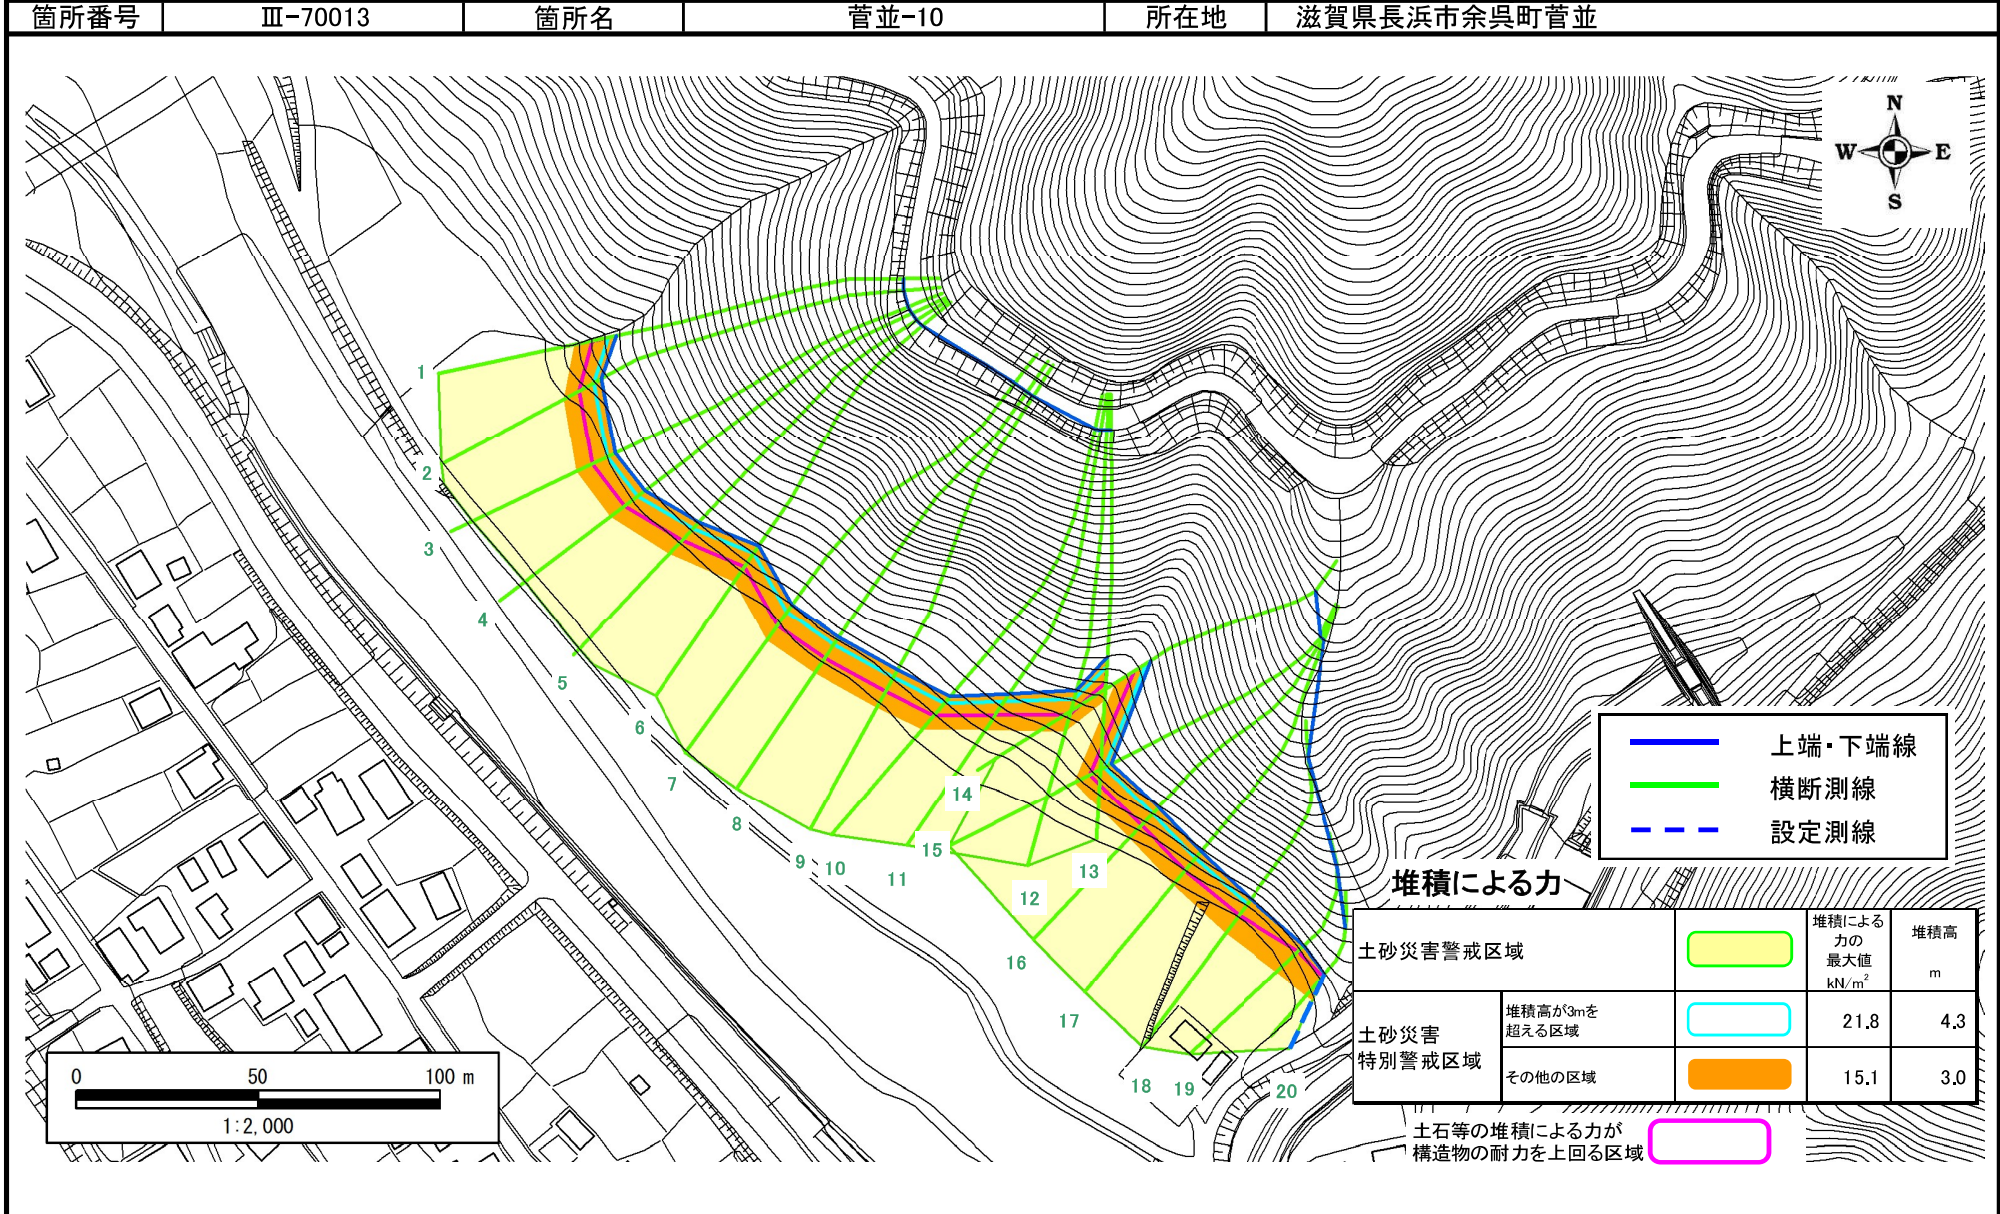 箇所番号 Ⅲ-70013 箇所名 菅並-10 所在地 滋賀県長浜市余呉町菅並
N
W E
S
1
2
3
4
5
6
7
8
9
10
11
12
13
14
15
16
17
18
19
20
上端・下端線
横断測線
設定測線
堆積による力
土砂災害警戒区域
堆積による
力の
最大値
kN/m²
堆積高
m
土砂災害
特別警戒区域
堆積高が3mを
超える区域
21.8 4.3
その他の区域 15.1 3.0
土石等の堆積による力が
構造物の耐力を上回る区域
0 50 100 m
1:2,000